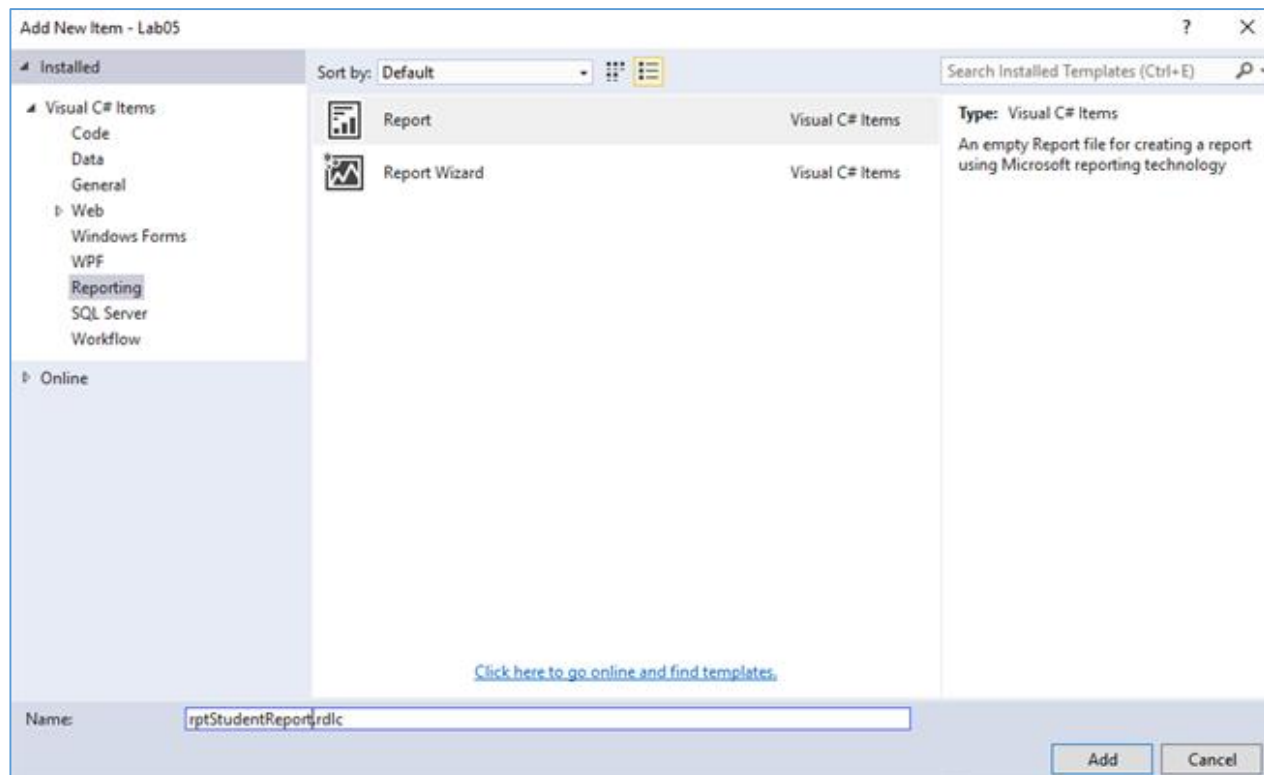 Add New Item - Lab05
?
Installed
Visual C# Items
Code
Data
General
Web
Windows Forms
WPF
Reporting
SQL Server
Workflow
Online
Sort by: Default
Report Visual C# Items
Report Wizard Visual C# Items
Click here to go online and find templates.
Search Installed Templates (Ctrl+E)
Type: Visual C# Items
An empty Report file for creating a report
using Microsoft reporting technology
Name: rptStudentReport.rdlc
Add Cancel